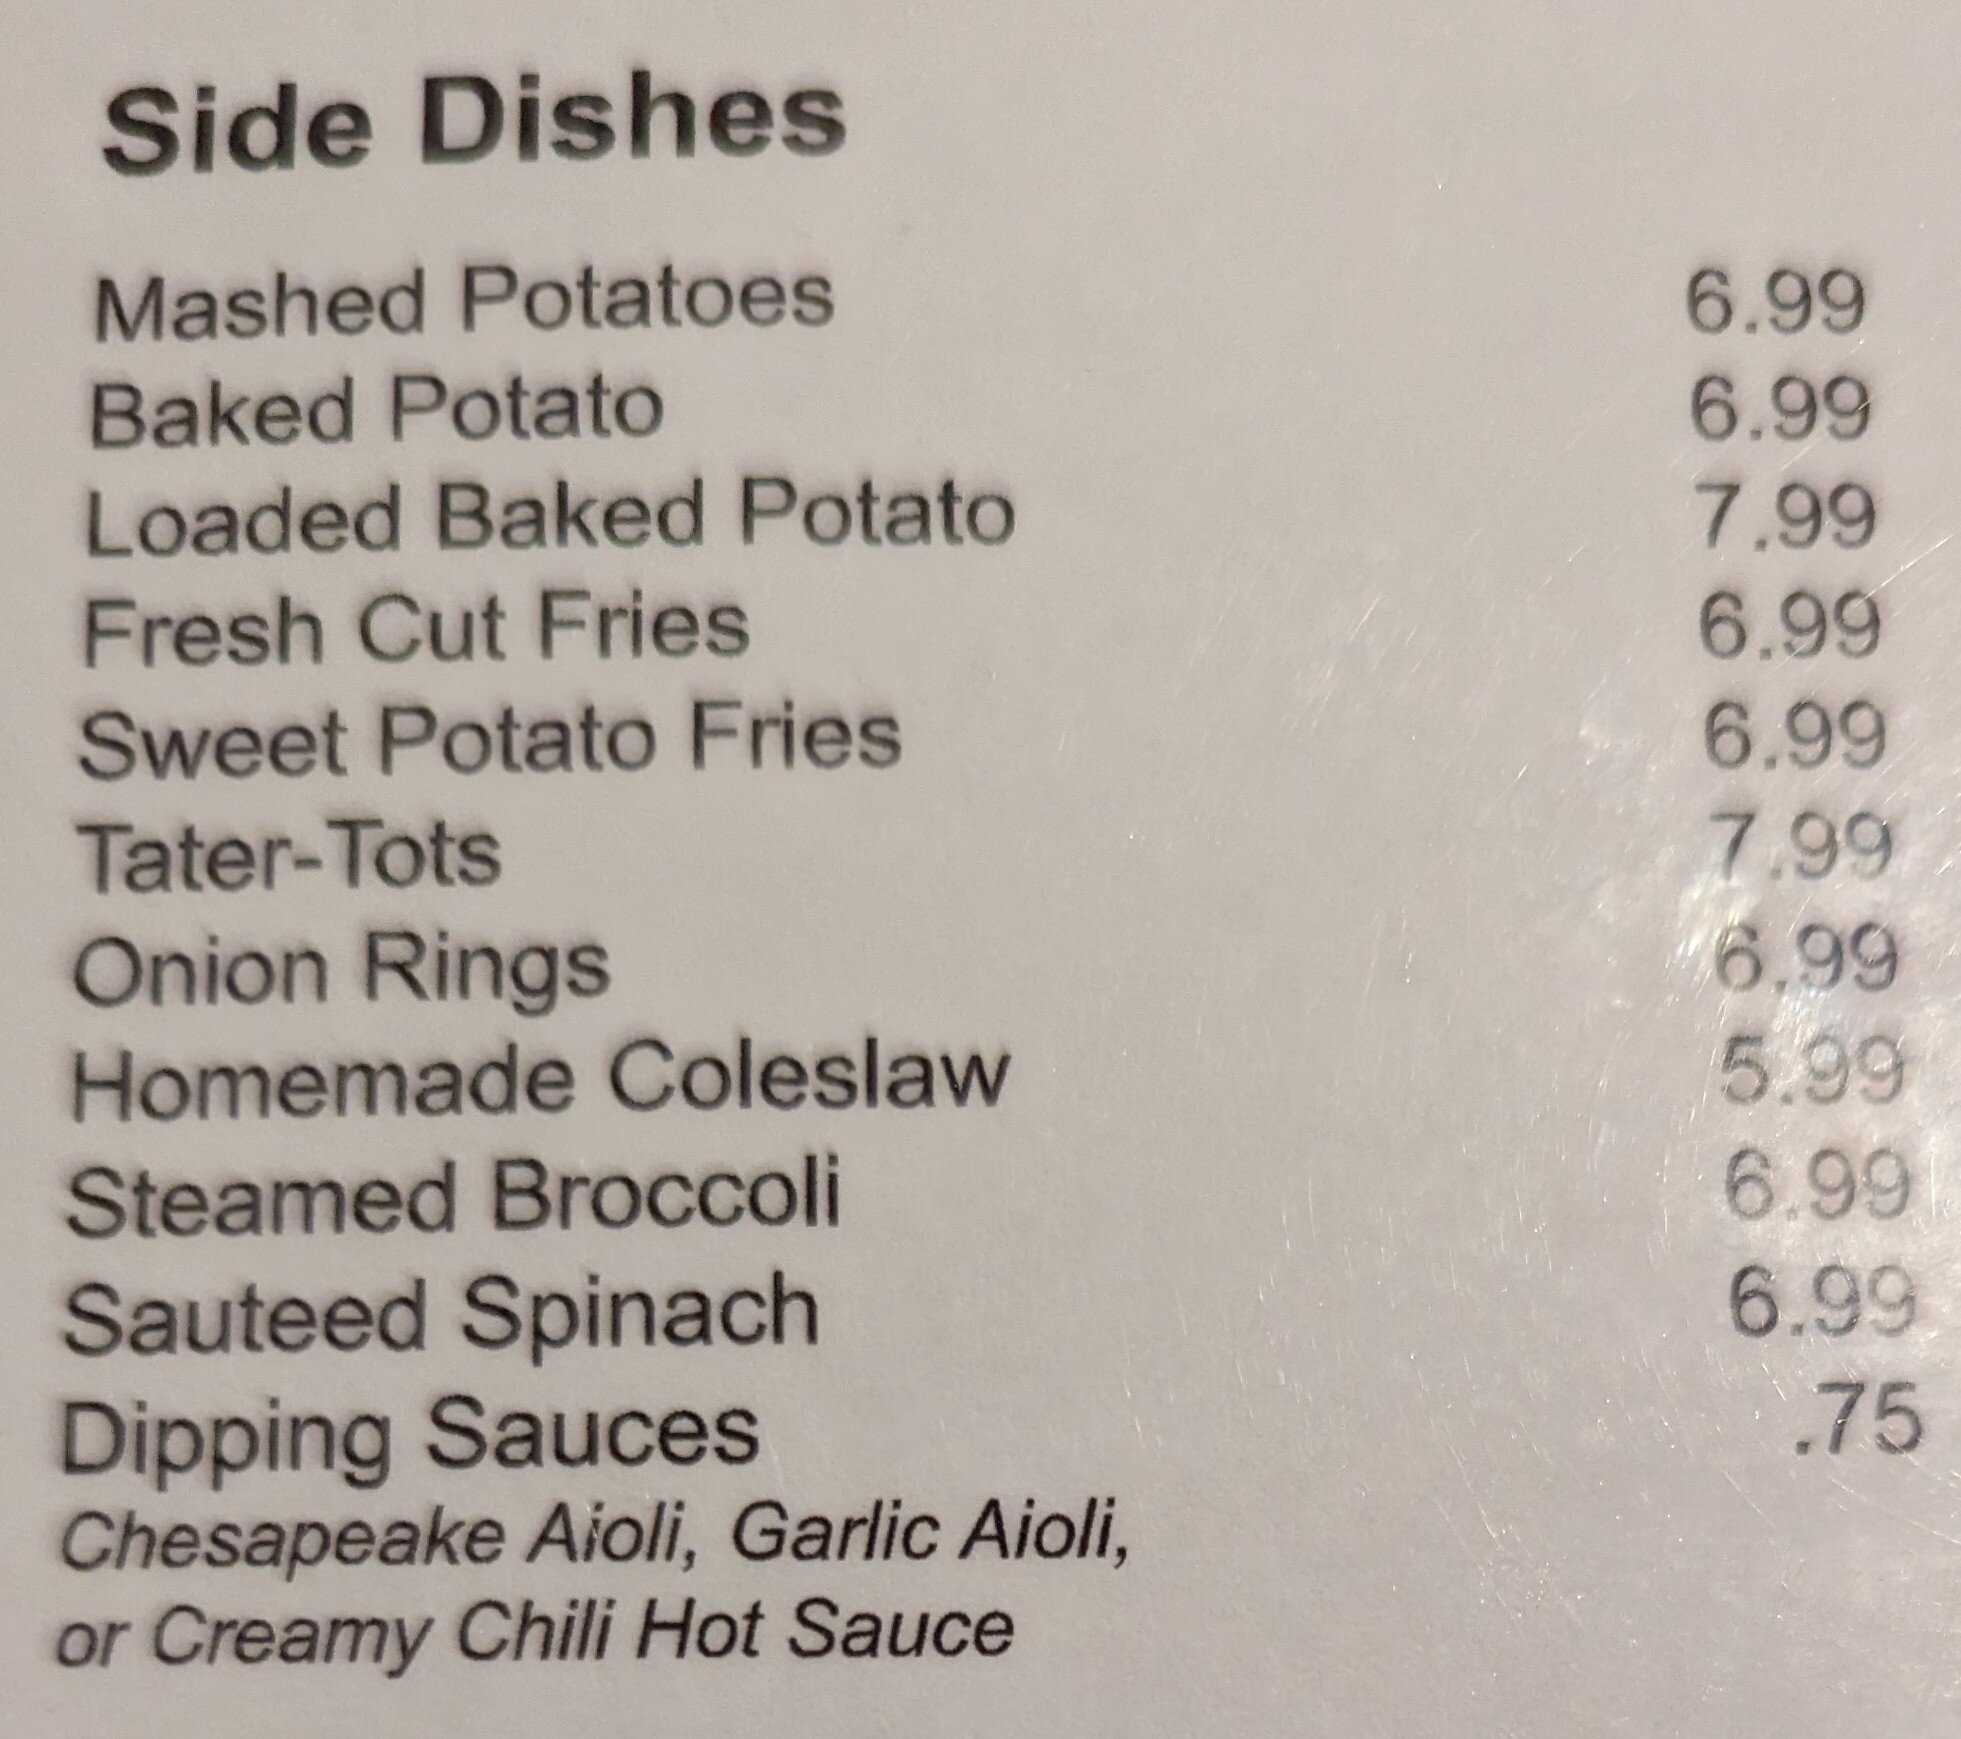 Side Dishes
Mashed Potatoes 6.99
Baked Potato 6.99
Loaded Baked Potato 7.99
Fresh Cut Fries 6.99
Sweet Potato Fries 6.99
Tater-Tots 7.99
Onion Rings 6.99
Homemade Coleslaw 5.99
Steamed Broccoli 6.99
Sauteed Spinach 6.99
Dipping Sauces .75
Chesapeake Aioli, Garlic Aioli,
or Creamy Chili Hot Sauce